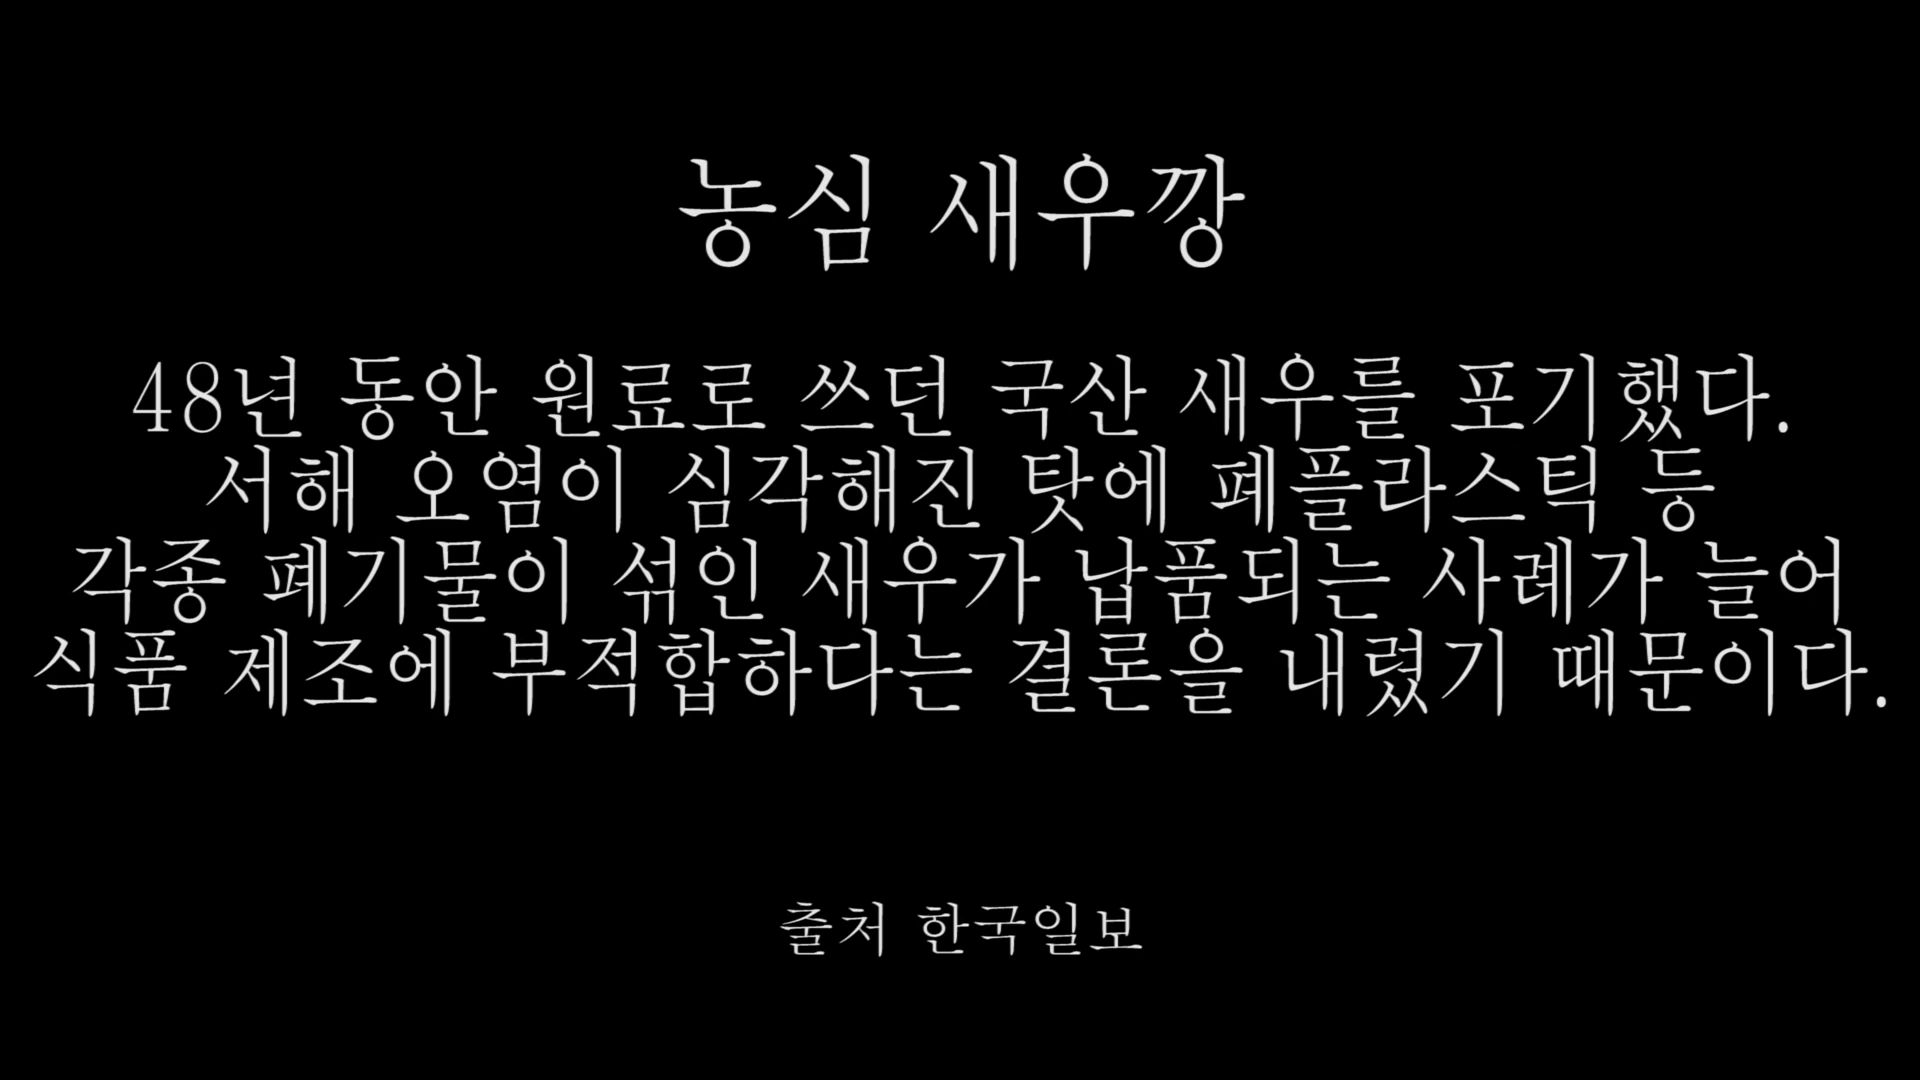 농심 새우깡
48년 동안 원료로 쓰던 국산 새우를 포기했다.
서해 오염이 심각해진 탓에 폐플라스틱 등
각종 폐기물이 섞인 새우가 납품되는 사례가 늘어
식품 제조에 부적합하다는 결론을 내렸기 때문이다.
출처 한국일보